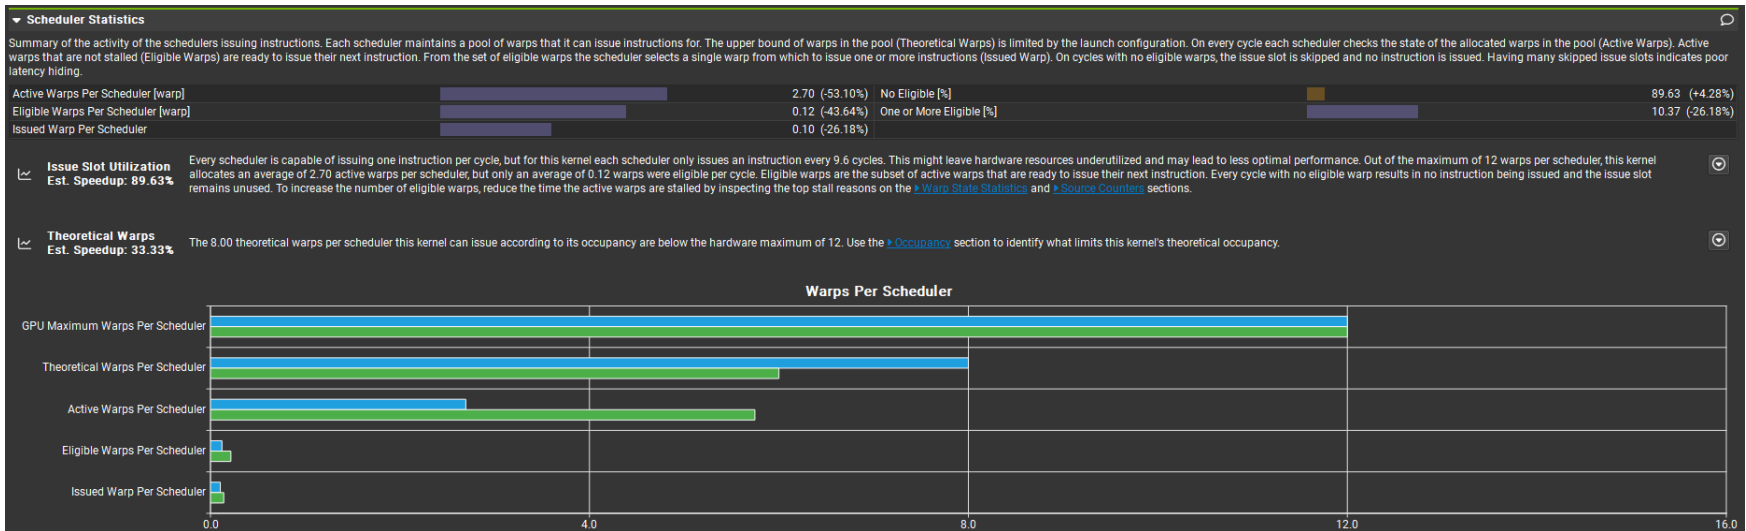 Scheduler Statistics
Summary of the activity of the schedulers issuing instructions. Each scheduler maintains a pool of warps that it can issue instructions for. The upper bound of warps in the pool (Theoretical Warps) is limited by the launch configuration. On every cycle each scheduler checks the state of the allocated warps in the pool (Active Warps). Active
warps that are not stalled (Eligible Warps) are ready to issue their next instruction. From the set of eligible warps the scheduler selects a single warp from which to issue one or more instructions (Issued Warp). On cycles with no eligible warps, the issue slot is skipped and no instruction is issued. Having many skipped issue slots indicates poor
latency hiding.
Active Warps Per Scheduler [warp] 2.70 (-53.10%) No Eligible [%] 89.63 (+4.28%)
Eligible Warps Per Scheduler [warp] 0.12 (-43.64%) One or More Eligible [%] 10.37 (-26.18%)
Issued Warp Per Scheduler 0.10 (-26.18%)
Issue Slot Utilization
Est. Speedup: 89.63%
Every scheduler is capable of issuing one instruction per cycle, but for this kernel each scheduler only issues an instruction every 9.6 cycles. This might leave hardware resources underutilized and may lead to less optimal performance. Out of the maximum of 12 warps per scheduler, this kernel
allocates an average of 2.70 active warps per scheduler, but only an average of 0.12 warps were eligible per cycle. Eligible warps are the subset of active warps that are ready to issue their next instruction. Every cycle with no eligible warp results in no instruction being issued and the issue slot
remains unused. To increase the number of eligible warps, reduce the time the active warps are stalled by inspecting the top stall reasons on the Warp State Statistics and Source Counters sections.
Theoretical Warps
Est. Speedup: 33.33%
The 8.00 theoretical warps per scheduler this kernel can issue according to its occupancy are below the hardware maximum of 12. Use the Occupancy section to identify what limits this kernel's theoretical occupancy.
Warps Per Scheduler
GPU Maximum Warps Per Scheduler
Theoretical Warps Per Scheduler
Active Warps Per Scheduler
Eligible Warps Per Scheduler
Issued Warp Per Scheduler
0.0 4.0 8.0 12.0 16.0